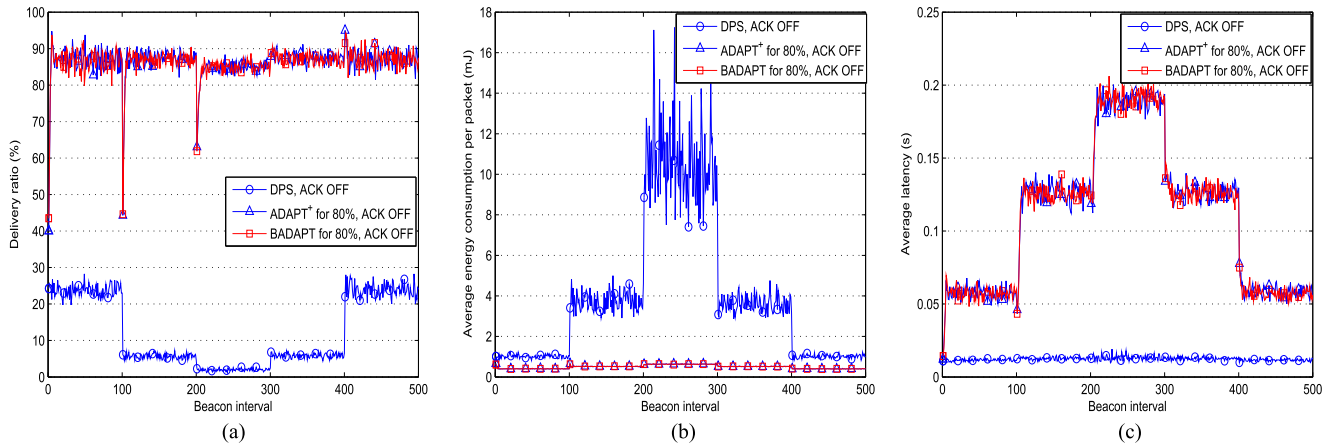 100
90
80
70
60
50
40
30
20
10
0
Delivery ratio (%)
DPS, ACK OFF
ADAPT+ for 80%, ACK OFF
BADAPT for 80%, ACK OFF
0 100 200 300 400 500
Beacon interval
(a)
18
16
14
12
10
8
6
4
2
0
Average energy consumption per packet (mJ)
DPS, ACK OFF
ADAPT+ for 80%, ACK OFF
BADAPT for 80%, ACK OFF
0 100 200 300 400 500
Beacon interval
(b)
0.25
0.2
0.15
0.1
0.05
0
Average latency (s)
DPS, ACK OFF
ADAPT+ for 80%, ACK OFF
BADAPT for 80%, ACK OFF
0 100 200 300 400 500
Beacon interval
(c)